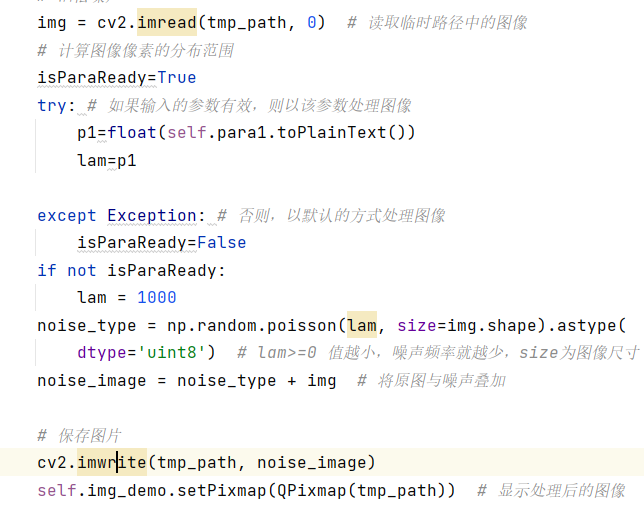 img = cv2.imread(tmp_path, 0)  # 读取临时路径中的图像
# 计算图像像素的分布范围
isParaReady=True
try: # 如果输入的参数有效，则以该参数处理图像
    p1=float(self.para1.toPlainText())
    lam=p1
except Exception: # 否则，以默认的方式处理图像
    isParaReady=False
if not isParaReady:
    lam = 1000
noise_type = np.random.poisson(lam, size=img.shape).astype(
    dtype='uint8')  # lam>=0 值越小，噪声频率就越少，size为图像尺寸
noise_image = noise_type + img  # 将原图与噪声叠加
# 保存图片
cv2.imwrite(tmp_path, noise_image)
self.img_demo.setPixmap(QPixmap(tmp_path))  # 显示处理后的图像